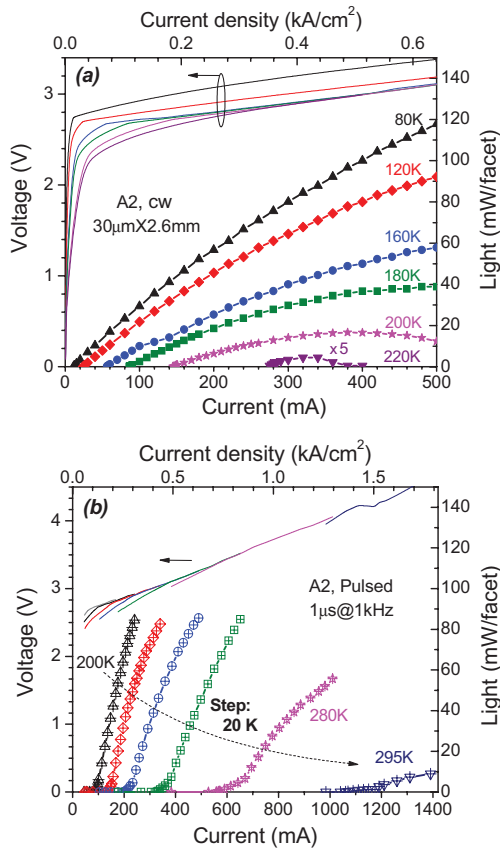 Current density (kA/cm²)
0.0 0.2 0.4 0.6
(a)
3
2
1
0
Voltage (V)
140
120
100
80
60
40
20
0
Light (mW/facet)
80K
120K
A2, cw
30μmX2.6mm
160K
180K
200K
x5
220K
0 100 200 300 400 500
Current (mA)
Current density (kA/cm²)
0.0 0.5 1.0 1.5
(b)
4
3
2
1
0
Voltage (V)
140
120
100
80
60
40
20
0
Light (mW/facet)
A2, Pulsed
1μs@1kHz
200K
Step:
20 K
280K
295K
0 200 400 600 800 1000 1200 1400
Current (mA)